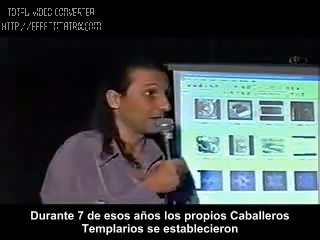 TOTAL VIDEO CONVERTER
HTTP://EFFECTMATRIX.COM
Durante 7 de esos años los propios Caballeros
Templarios se establecieron